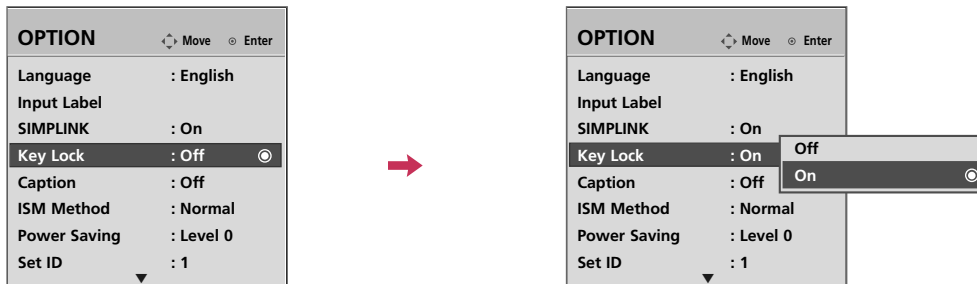 OPTION Move Enter
Language : English
Input Label
SIMPLINK : On
Key Lock : Off
Caption : Off
ISM Method : Normal
Power Saving : Level 0
Set ID : 1
OPTION Move Enter
Language : English
Input Label
SIMPLINK : On
Key Lock : On
Caption : Off
ISM Method : Normal
Power Saving : Level 0
Set ID : 1
Off
On